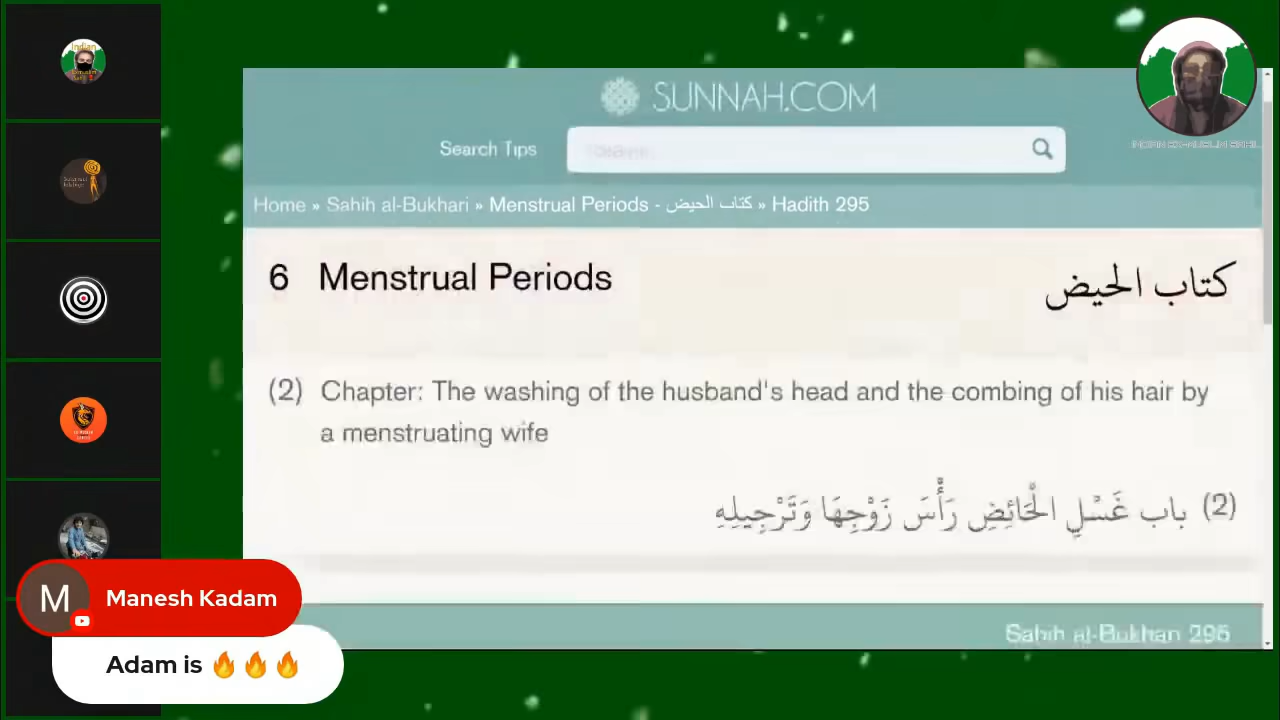 SUNNAH.COM
Search Tips
Home » Sahih al-Bukhari » Menstrual Periods - كتاب الحيض » Hadith 295
6 Menstrual Periods
كتاب الحيض
(2) Chapter: The washing of the husband's head and the combing of his hair by
a menstruating wife
(2) باب غَسْلِ الْحَائِضِ رَأْسَ زَوْجِهَا وَتَرْجِيلِهِ
Sahih al-Bukhari 295
Manesh Kadam
Adam is 🔥🔥🔥
M
Indian